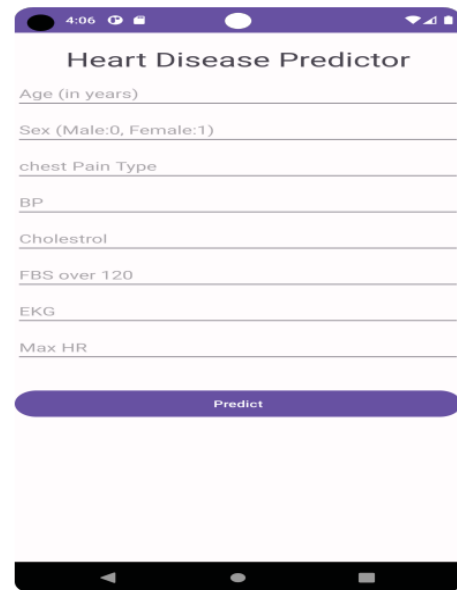 4:06
Heart Disease Predictor
Age (in years)
Sex (Male:0, Female:1)
chest Pain Type
BP
Cholestrol
FBS over 120
EKG
Max HR
Predict